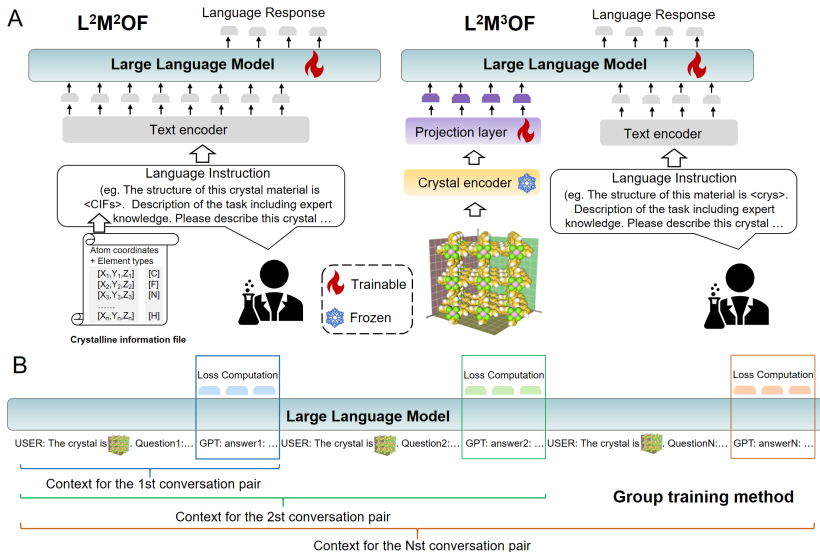 A
L²M²OF
Language Response
Large Language Model
Text encoder
Language Instruction
(eg. The structure of this crystal material is
<CIFs>. Description of the task including expert
knowledge. Please describe this crystal …
Atom coordinates
+ Element types
[X₁,Y₁,Z₁] [C]
[X₂,Y₂,Z₂] [F]
[X₃,Y₃,Z₃] [N]
……
[Xₙ,Yₙ,Zₙ] [H]
Crystalline information file
Trainable
Frozen
L²M³OF
Language Response
Large Language Model
Projection layer
Crystal encoder
Text encoder
Language Instruction
(eg. The structure of this material is <crys>.
Description of the task including expert
knowledge. Please describe this crystal …
B
Loss Computation
Loss Computation
Loss Computation
Large Language Model
USER: The crystal is . Question1:… GPT: answer1: … USER: The crystal is . Question2:… GPT: answer2: … USER: The crystal is . QuestionN:… GPT: answerN: …
Context for the 1st conversation pair
Group training method
Context for the 2st conversation pair
Context for the Nst conversation pair